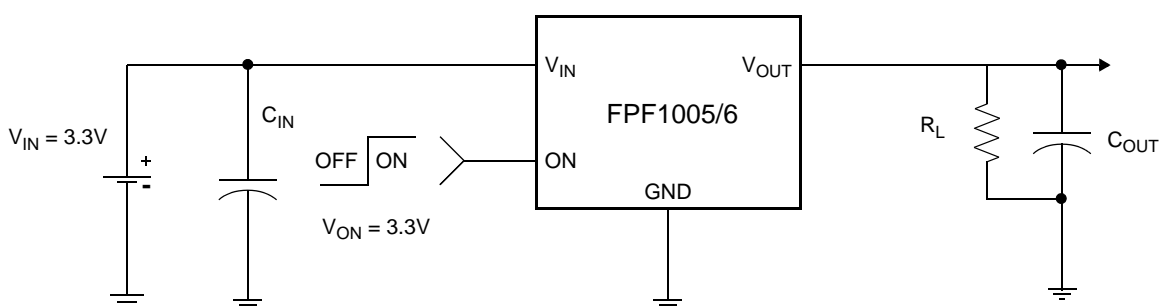 V_IN
V_OUT
C_IN
FPF1005/6
R_L
V_IN = 3.3V
+
-
OFF
ON
ON
C_OUT
GND
V_ON = 3.3V